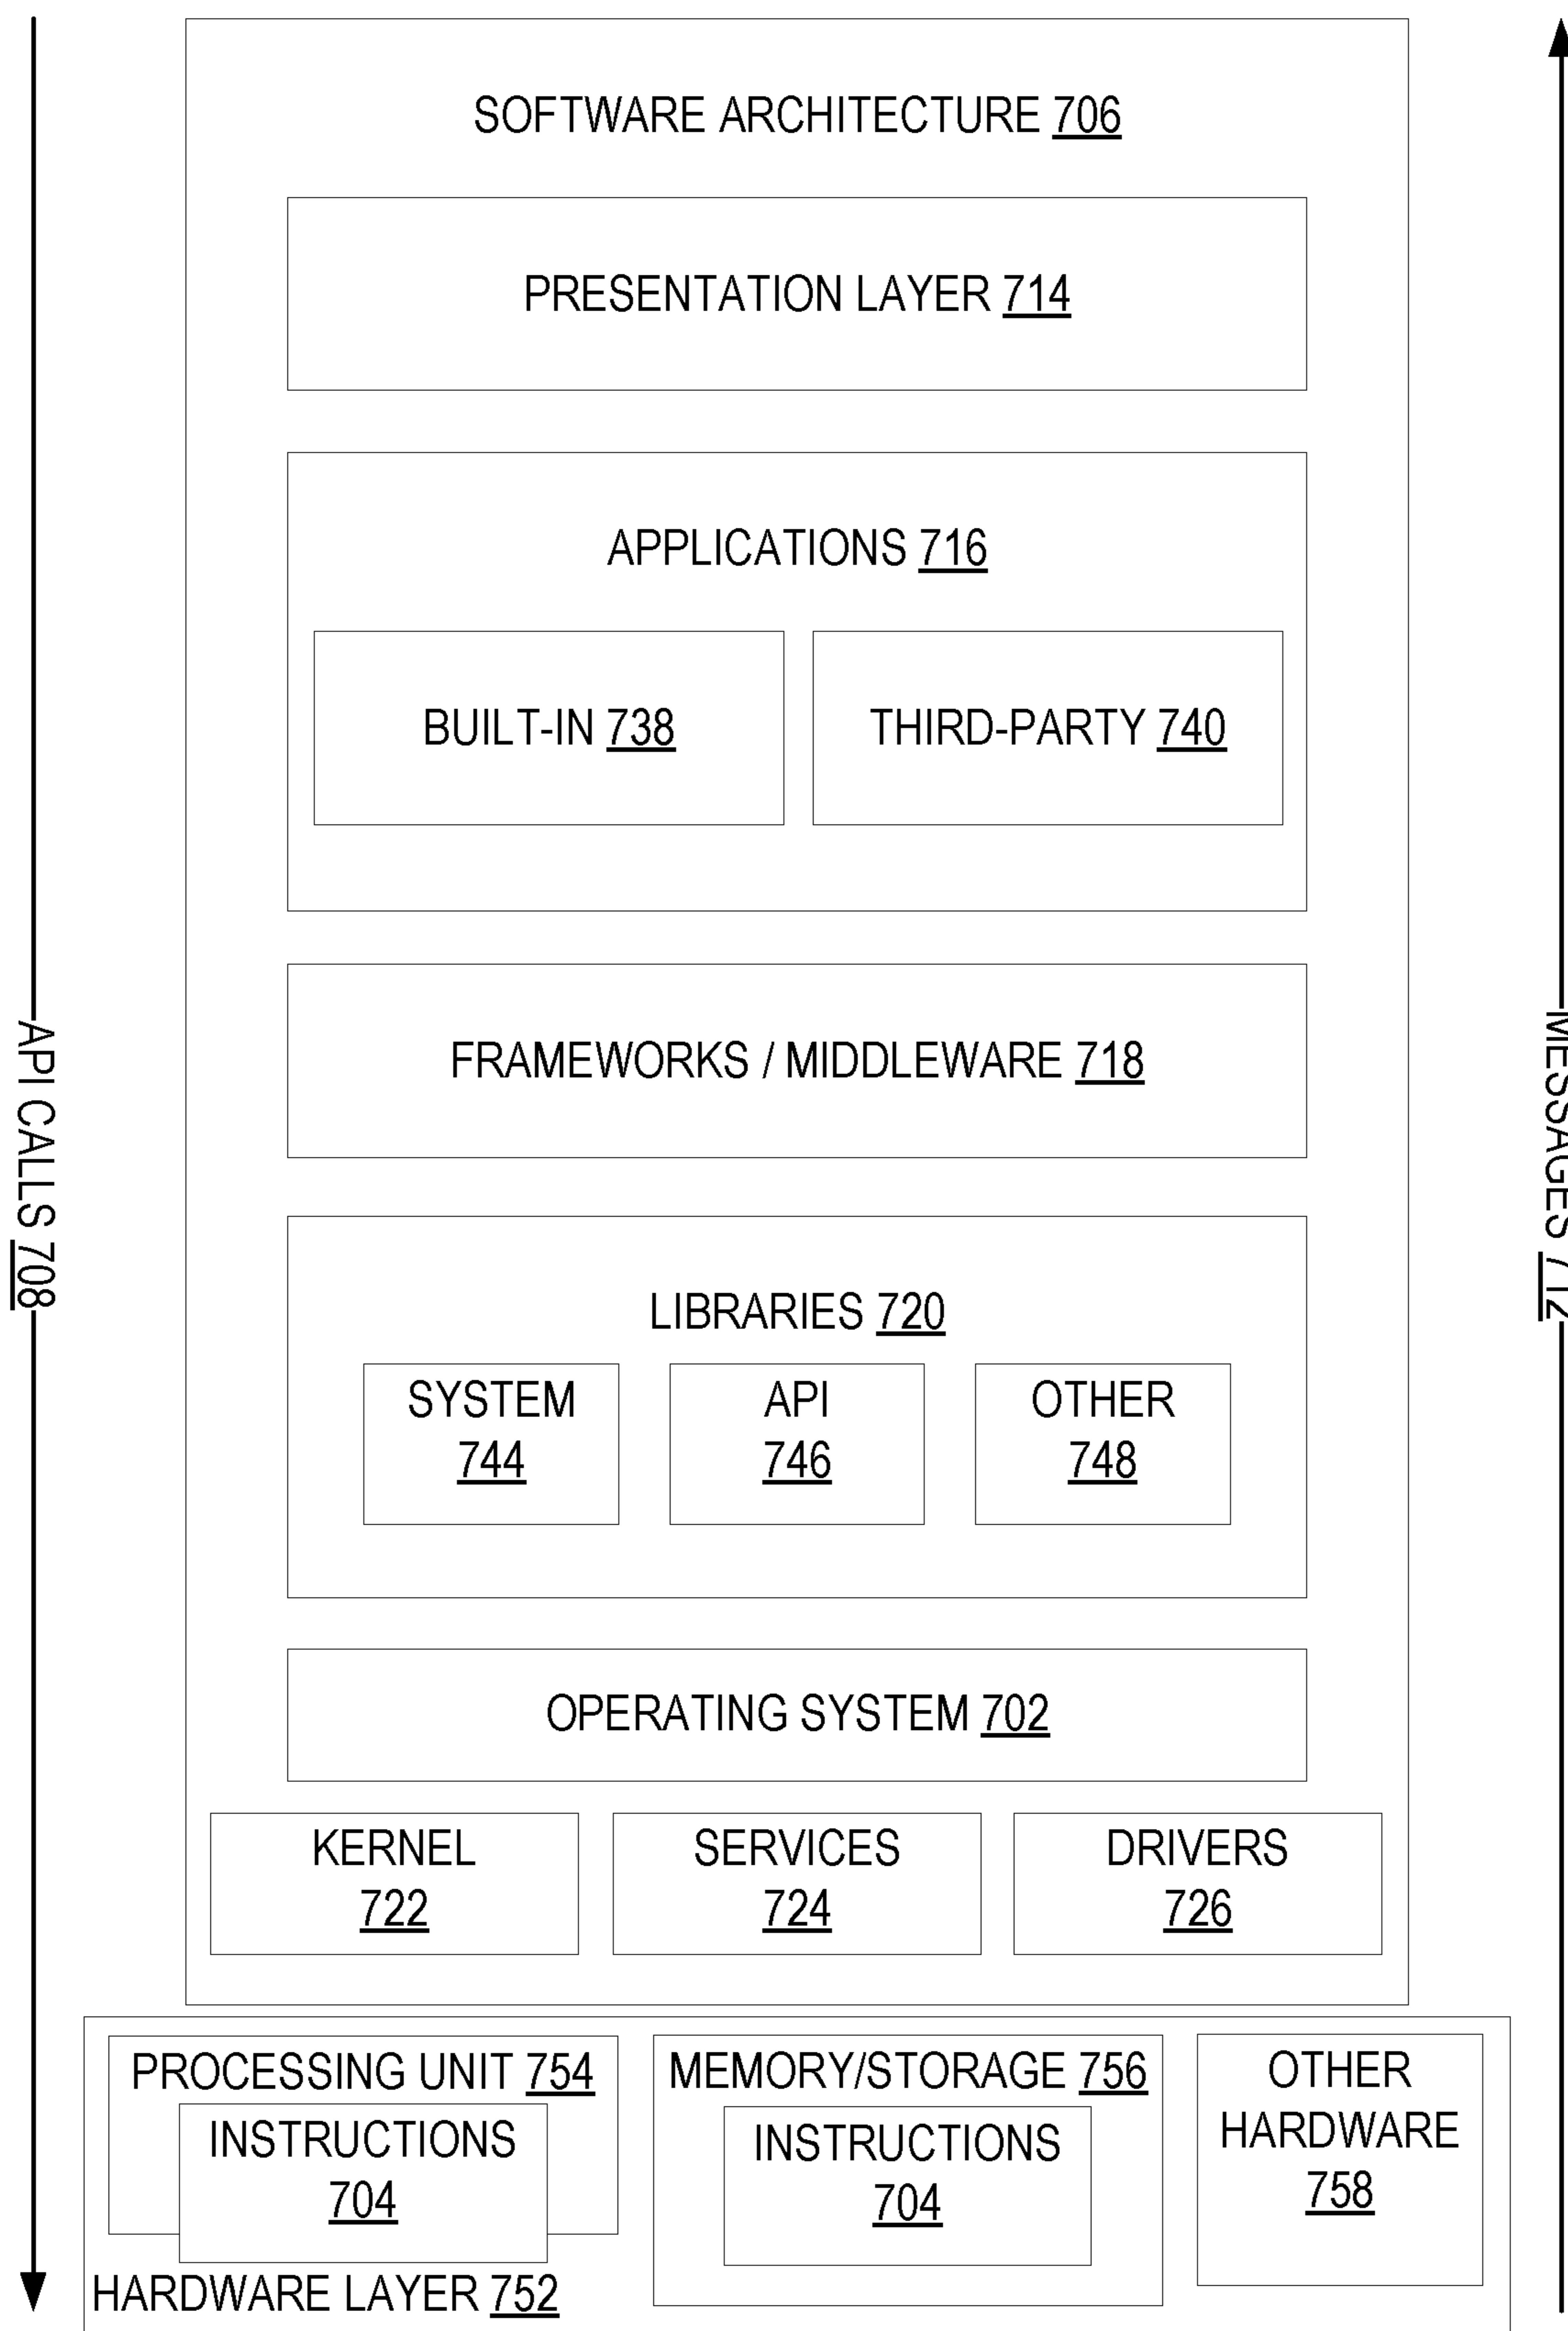 SOFTWARE ARCHITECTURE 706
PRESENTATION LAYER 714
APPLICATIONS 716
BUILT-IN 738
THIRD-PARTY 740
FRAMEWORKS / MIDDLEWARE 718
API CALLS 708
MESSAGES 712
LIBRARIES 720
SYSTEM
744
API
746
OTHER
748
OPERATING SYSTEM 702
KERNEL
722
SERVICES
724
DRIVERS
726
PROCESSING UNIT 754
INSTRUCTIONS
704
MEMORY/STORAGE 756
INSTRUCTIONS
704
OTHER
HARDWARE
758
HARDWARE LAYER 752